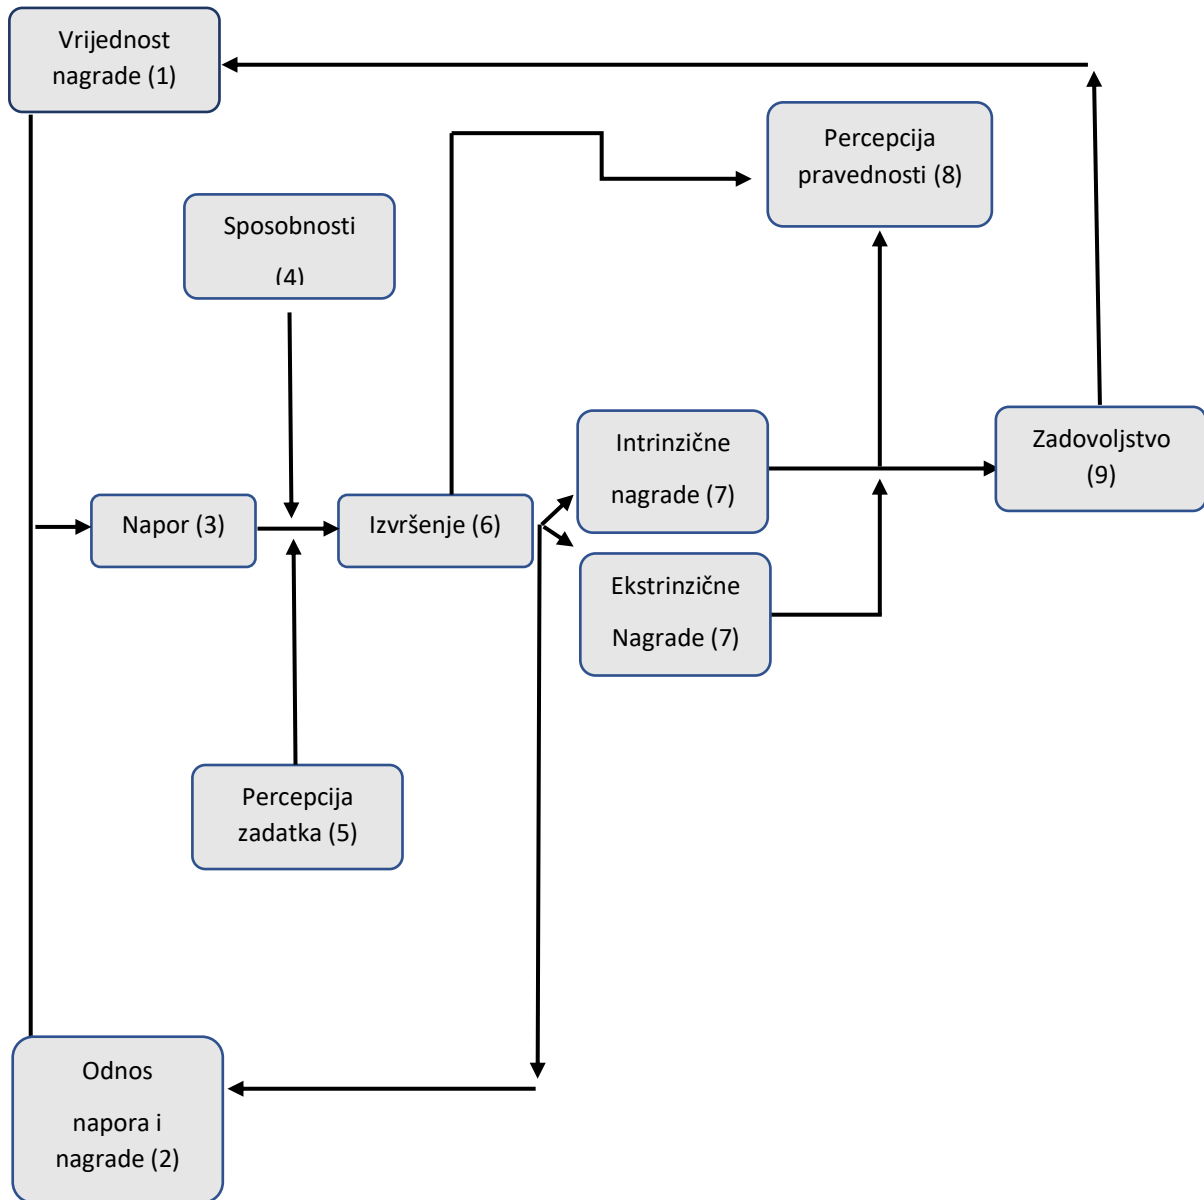 Vrijednost
nagrade (1)
Percepcija
pravednosti (8)
Sposobnosti
(4)
Intrinzične
nagrade (7)
Zadovoljstvo
(9)
Napor (3)
Izvršenje (6)
Ekstrinzične
Nagrade (7)
Percepcija
zadatka (5)
Odnos
napora i
nagrade (2)